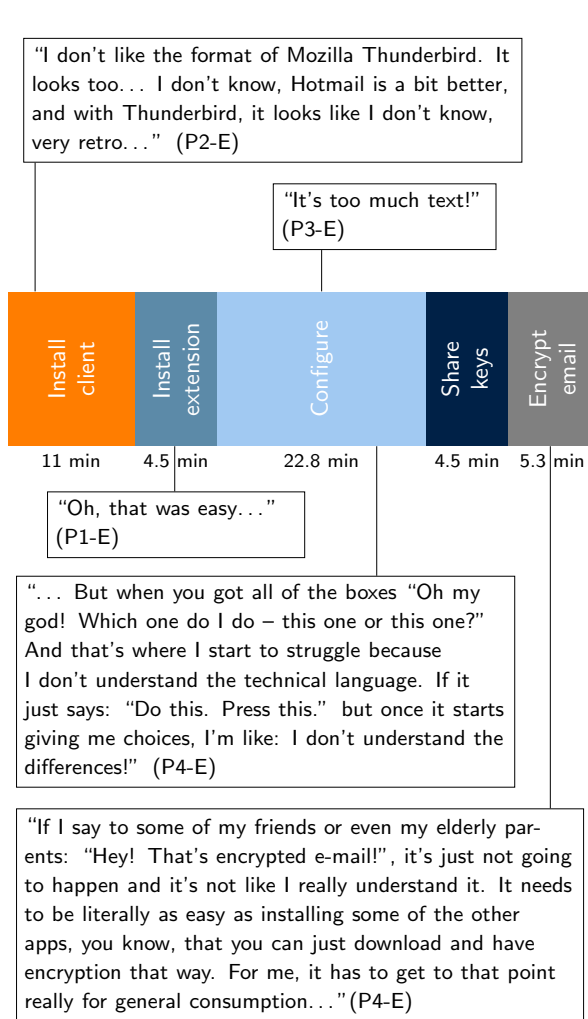 “I don't like the format of Mozilla Thunderbird. It
looks too... I don't know, Hotmail is a bit better,
and with Thunderbird, it looks like I don't know,
very retro...” (P2-E)
“It's too much text!”
(P3-E)
Install
client
Install
extension
Configure
Share
keys
Encrypt
email
11 min
4.5 min
22.8 min
4.5 min
5.3 min
“Oh, that was easy...”
(P1-E)
“... But when you got all of the boxes “Oh my
god! Which one do I do – this one or this one?”
And that's where I start to struggle because
I don't understand the technical language. If it
just says: “Do this. Press this.” but once it starts
giving me choices, I'm like: I don't understand the
differences!” (P4-E)
“If I say to some of my friends or even my elderly par-
ents: “Hey! That's encrypted e-mail!”, it's just not going
to happen and it's not like I really understand it. It needs
to be literally as easy as installing some of the other
apps, you know, that you can just download and have
encryption that way. For me, it has to get to that point
really for general consumption...”(P4-E)